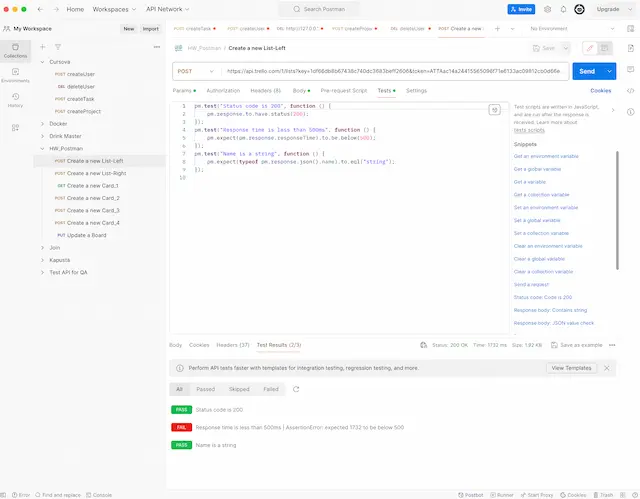 Home
Workspaces
API Network
Search Postman
Invite
Upgrade
My Workspace
New
Import
POST createTask
POST createUser
PUT http://127.0.0.1
POST createProje
DEL deleteUser
POST Create a new
No Environment
Collections
Environments
History
Cursova
POST createUser
DEL deleteUser
POST createTask
POST createProject
Docker
Drink Master
HW_Postman
POST Create a new List-Left
POST Create a new List-Right
GET Create a new Card_1
POST Create a new Card_2
POST Create a new Card_3
POST Create a new Card_4
PUT Update a Board
Join
Kapusta
Test API for QA
HW_Postman / Create a new List-Left
Save
POST
Send
Params
Authorization
Headers (8)
Body
Pre-request Script
Tests
Settings
Cookies
1 pm.test("Status code is 200", function () {
2 pm.response.to.have.status(200);
3 });
4 pm.test("Response time is less than 500ms", function () {
5 pm.expect(pm.response.responseTime).to.be.below(500);
6 });
7 pm.test("Name is a string", function () {
8 pm.expect(typeof pm.response.json().name).to.eql("string");
9 });
10
Test scripts are written in JavaScript,
and are run after the response is
received. Learn more about
tests scripts
Snippets
Get an environment variable
Get a global variable
Get a variable
Get a collection variable
Set an environment variable
Set a global variable
Set a collection variable
Clear an environment variable
Clear a global variable
Clear a collection variable
Send a request
Status code: Code is 200
Response body: Contains string
Response body: JSON value check
Body
Cookies
Headers (37)
Test Results (2/3)
Status: 200 OK
Time: 1732 ms
Size: 1.92 KB
Save as example
Perform API tests faster with templates for integration testing, regression testing, and more.
View Templates
All
Passed
Skipped
Failed
PASS Status code is 200
FAIL Response time is less than 500ms | AssertionError: expected 1732 to be below 500
PASS Name is a string
Error
Find and replace
Console
Postbot
Runner
Start Proxy
Cookies
Trash